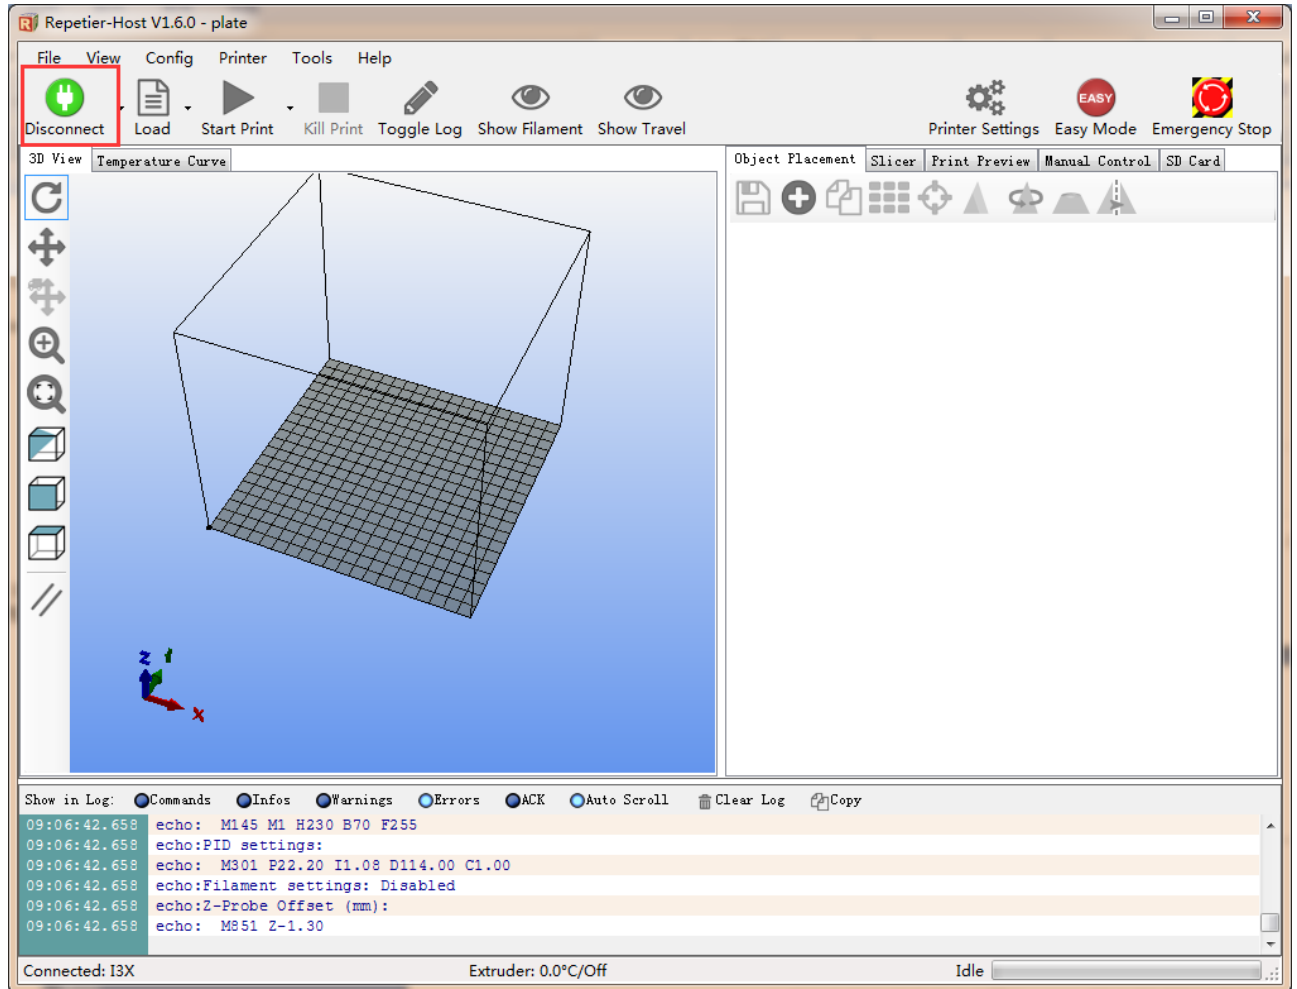 Repetier-Host V1.6.0 - plate
File View Config Printer Tools Help
EASY
Disconnect Load Start Print Kill Print Toggle Log Show Filament Show Travel Printer Settings Easy Mode Emergency Stop
3D View Temperature Curve Object Placement Slicer Print Preview Manual Control SD Card
Z Y
X
Show in Log: Commands Infos Warnings Errors ACK Auto Scroll Clear Log Copy
09:06:42.658 echo: M145 M1 H230 B70 F255
09:06:42.658 echo:PID settings:
09:06:42.658 echo: M301 P22.20 I1.08 D114.00 C1.00
09:06:42.658 echo:Filament settings: Disabled
09:06:42.658 echo:Z-Probe Offset (mm):
09:06:42.658 echo: M851 Z-1.30
Connected: I3X Extruder: 0.0°C/Off Idle